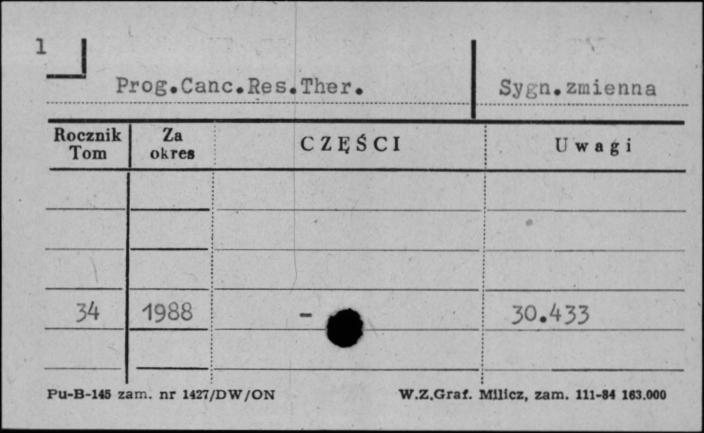 1
Prog.Canc.Res.Ther.
Sygn.zmienna
Rocznik Tom
Za okres
CZĘŚCI
Uwagi
34 1988 - 30.433
Pu-B-145 zam. nr 1427/DW/ON
W.Z.Graf. Milicz, zam. 111-84 163.000